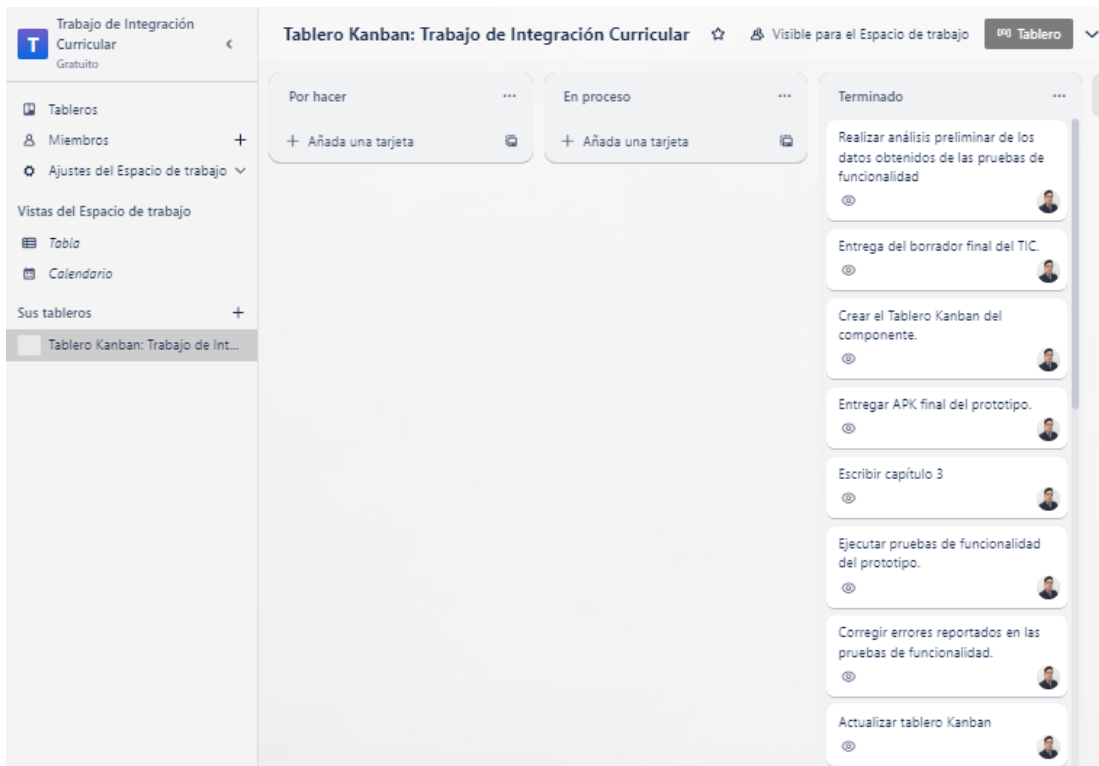 Trabajo de Integración
Curricular
Gratuito
T
Tableros
Miembros
Ajustes del Espacio de trabajo
Vistas del Espacio de trabajo
Tabla
Calendario
Sus tableros
Tablero Kanban: Trabajo de Int...
Tablero Kanban: Trabajo de Integración Curricular
Visible para el Espacio de trabajo
Tablero
Por hacer
Añada una tarjeta
En proceso
Añada una tarjeta
Terminado
Realizar análisis preliminar de los
datos obtenidos de las pruebas de
funcionalidad
Entrega del borrador final del TIC.
Crear el Tablero Kanban del
componente.
Entregar APK final del prototipo.
Escribir capítulo 3
Ejecutar pruebas de funcionalidad
del prototipo.
Corregir errores reportados en las
pruebas de funcionalidad.
Actualizar tablero Kanban